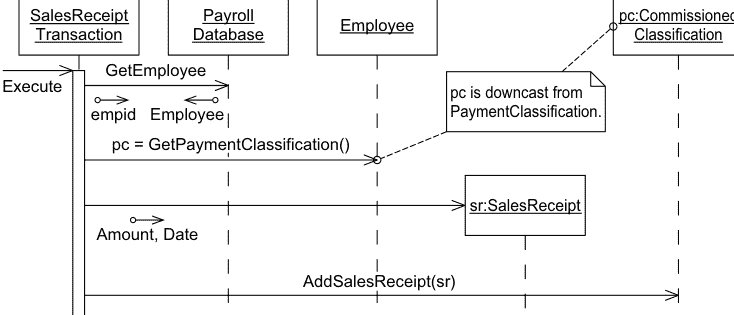 SalesReceipt
Transaction
Payroll
Database
Employee
pc:Commissioned
Classification
Execute
GetEmployee
empid
Employee
pc is downcast from
PaymentClassification.
pc = GetPaymentClassification()
sr:SalesReceipt
Amount, Date
AddSalesReceipt(sr)